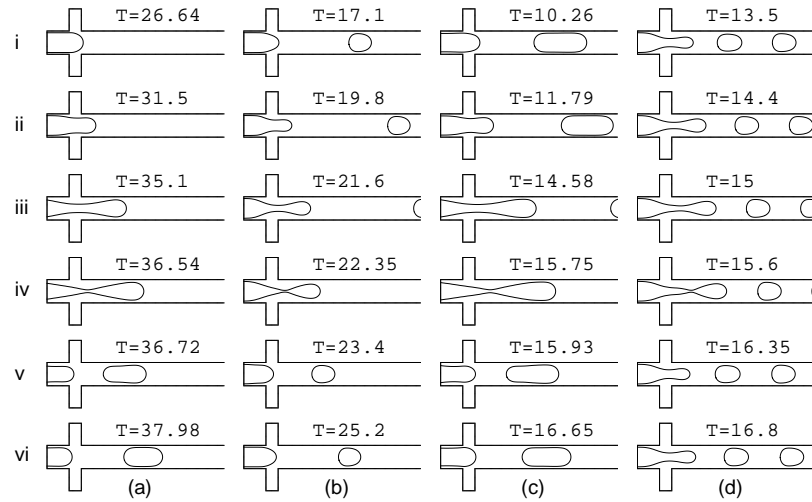 i T=26.64 T=17.1 T=10.26 T=13.5
ii T=31.5 T=19.8 T=11.79 T=14.4
iii T=35.1 T=21.6 T=14.58 T=15
iv T=36.54 T=22.35 T=15.75 T=15.6
v T=36.72 T=23.4 T=15.93 T=16.35
vi T=37.98 T=25.2 T=16.65 T=16.8
(a) (b) (c) (d)